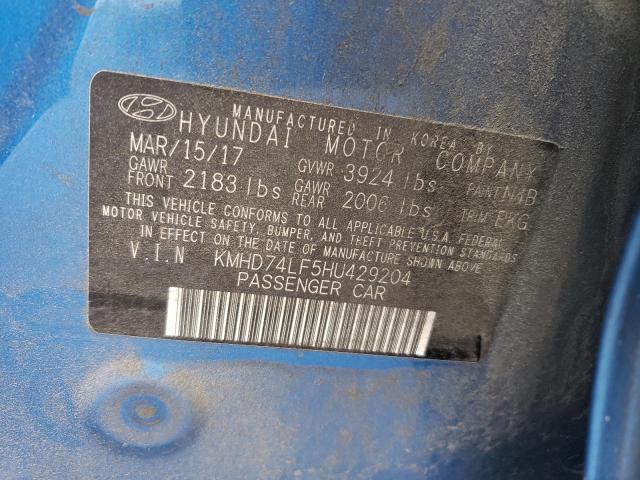 MANUFACTURED IN KOREA BY
HYUNDAI MOTOR COMPANY
MAR/15/17 GVWR 3924 lbs PAINT N4B
GAWR FRONT 2183 lbs GAWR REAR 2006 lbs TRIM
THIS VEHICLE CONFORMS TO ALL APPLICABLE U.S.A. FEDERAL
MOTOR VEHICLE SAFETY, BUMPER, AND THEFT PREVENTION STANDARDS
IN EFFECT ON THE DATE OF MANUFACTURE SHOWN ABOVE
V.I.N KMHD74LF5HU429204
PASSENGER CAR